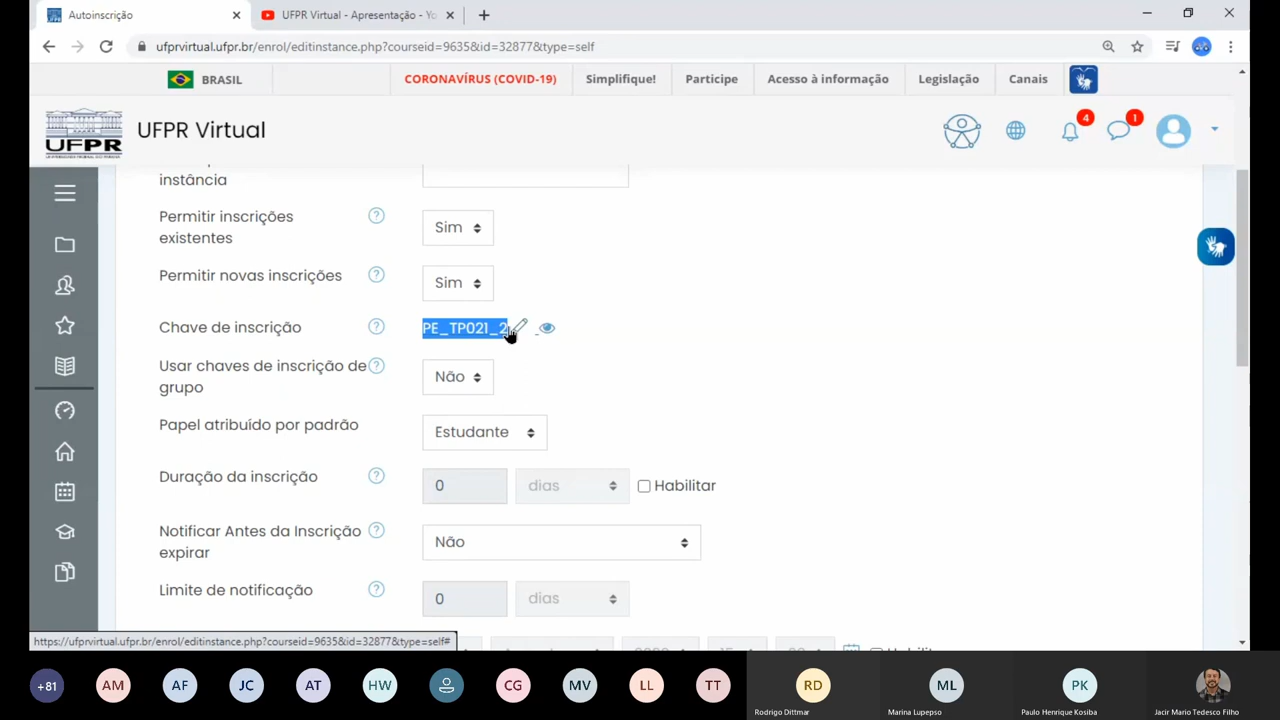 Autoinscrição
UFPR Virtual - Apresentação - Yo
ufprvirtual.ufpr.br/enrol/editinstance.php?courseid=9635&id=32877&type=self
BRASIL
CORONAVÍRUS (COVID-19)
Simplifique!
Participe
Acesso à informação
Legislação
Canais
UFPR
UFPR Virtual
4
1
instância
Permitir inscrições
existentes
Sim
Permitir novas inscrições
Sim
Chave de inscrição
PE_TP021_2
Usar chaves de inscrição de
grupo
Não
Papel atribuído por padrão
Estudante
Duração da inscrição
0
dias
Habilitar
Notificar Antes da Inscrição
expirar
Não
Limite de notificação
0
dias
https://ufprvirtual.ufpr.br/enrol/editinstance.php?courseid=9635&id=32877&type=self#
+81
AM
AF
JC
AT
HW
CG
MV
LL
TT
RD
ML
PK
Rodrigo Dittmar
Marina Lupepso
Paulo Henrique Kosiba
Jacir Mario Tedesco Filho